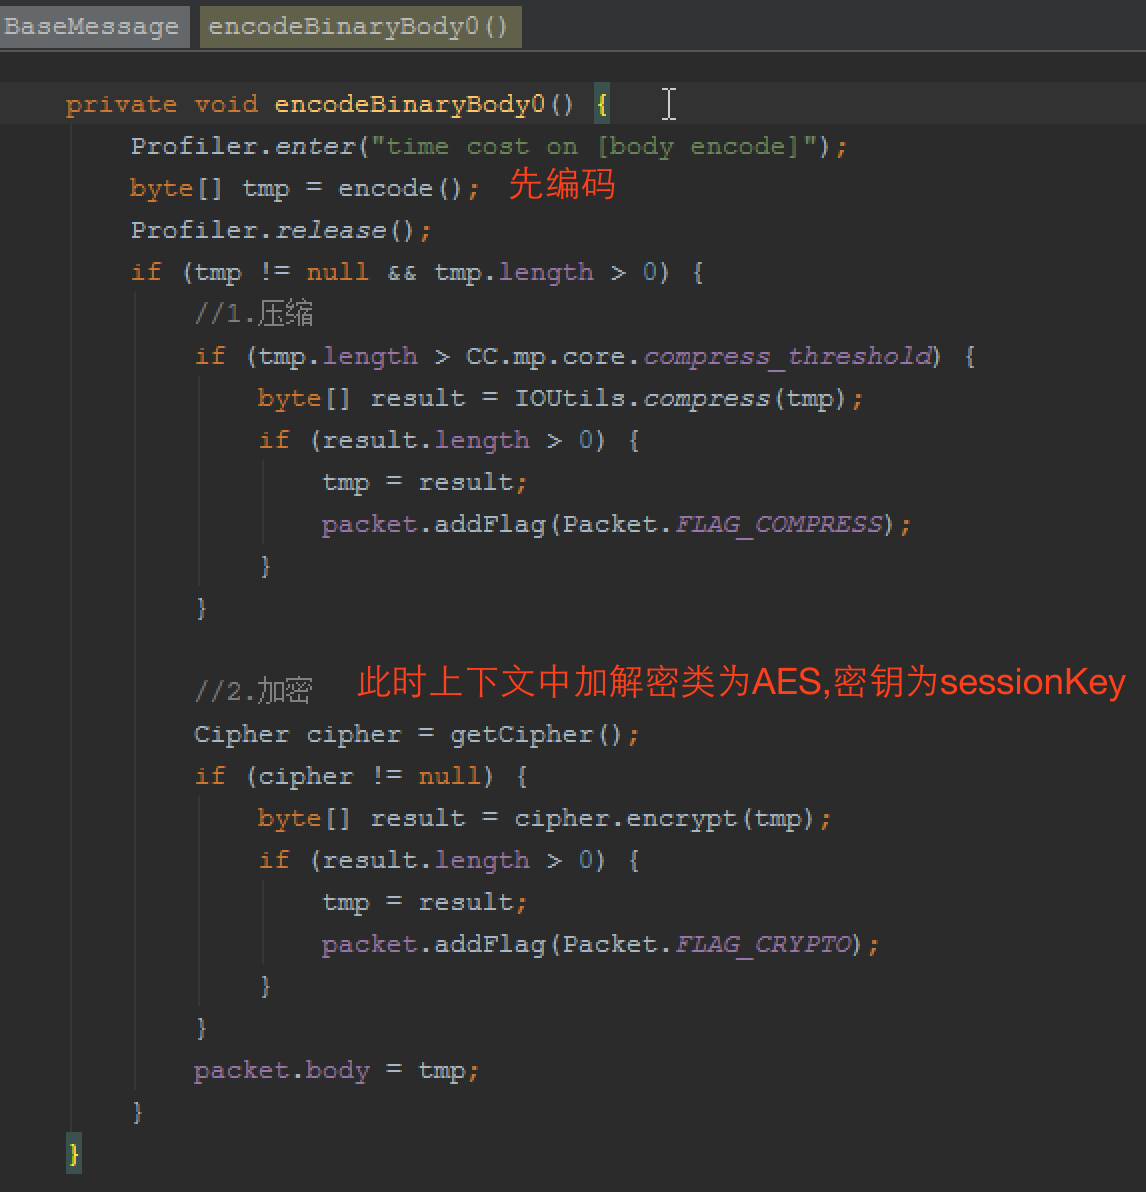 BaseMessage encodeBinaryBody0()
private void encodeBinaryBody0() {
Profiler.enter("time cost on [body encode]");
byte[] tmp = encode(); 先编码
Profiler.release();
if (tmp != null && tmp.length > 0) {
//1.压缩
if (tmp.length > CC.mp.core.compress_threshold) {
byte[] result = IOUtils.compress(tmp);
if (result.length > 0) {
tmp = result;
packet.addFlag(Packet.FLAG_COMPRESS);
}
}
//2.加密 此时上下文中加解密类为AES,密钥为sessionKey
Cipher cipher = getCipher();
if (cipher != null) {
byte[] result = cipher.encrypt(tmp);
if (result.length > 0) {
tmp = result;
packet.addFlag(Packet.FLAG_CRYPTO);
}
}
packet.body = tmp;
}
}